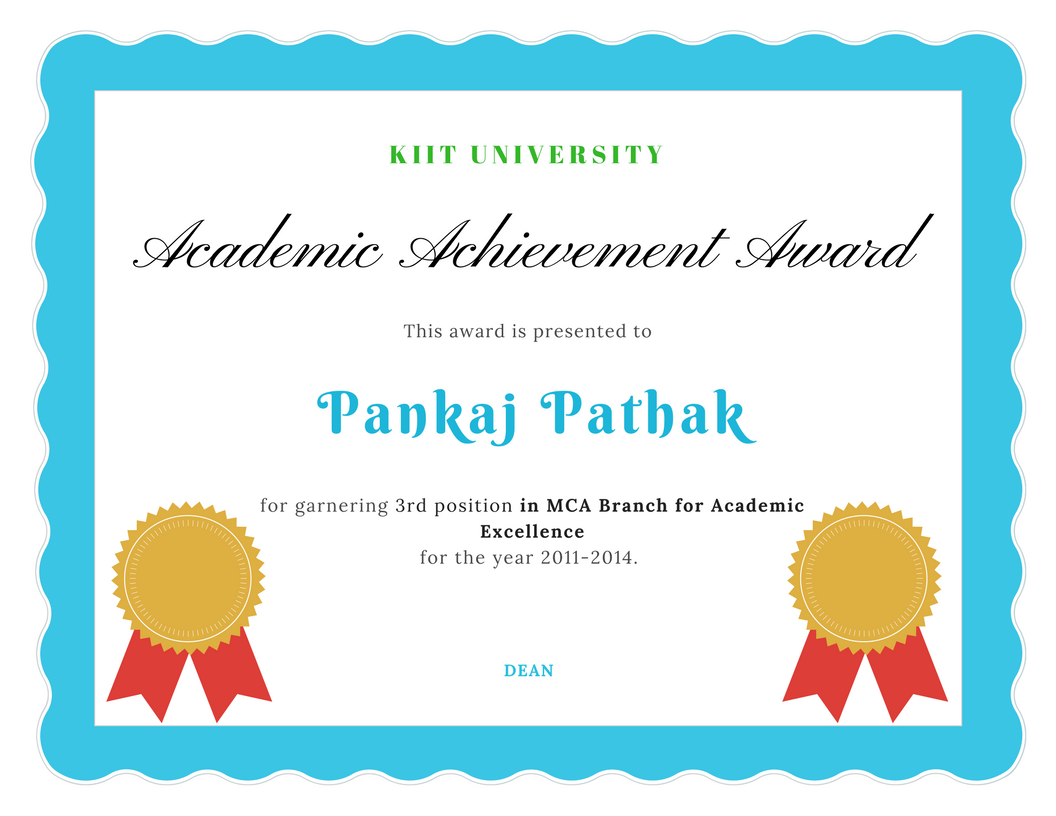 KIIT UNIVERSITY
Academic Achievement Award
This award is presented to
Pankaj Pathak
for garnering 3rd position in MCA Branch for Academic
Excellence
for the year 2011-2014.
DEAN